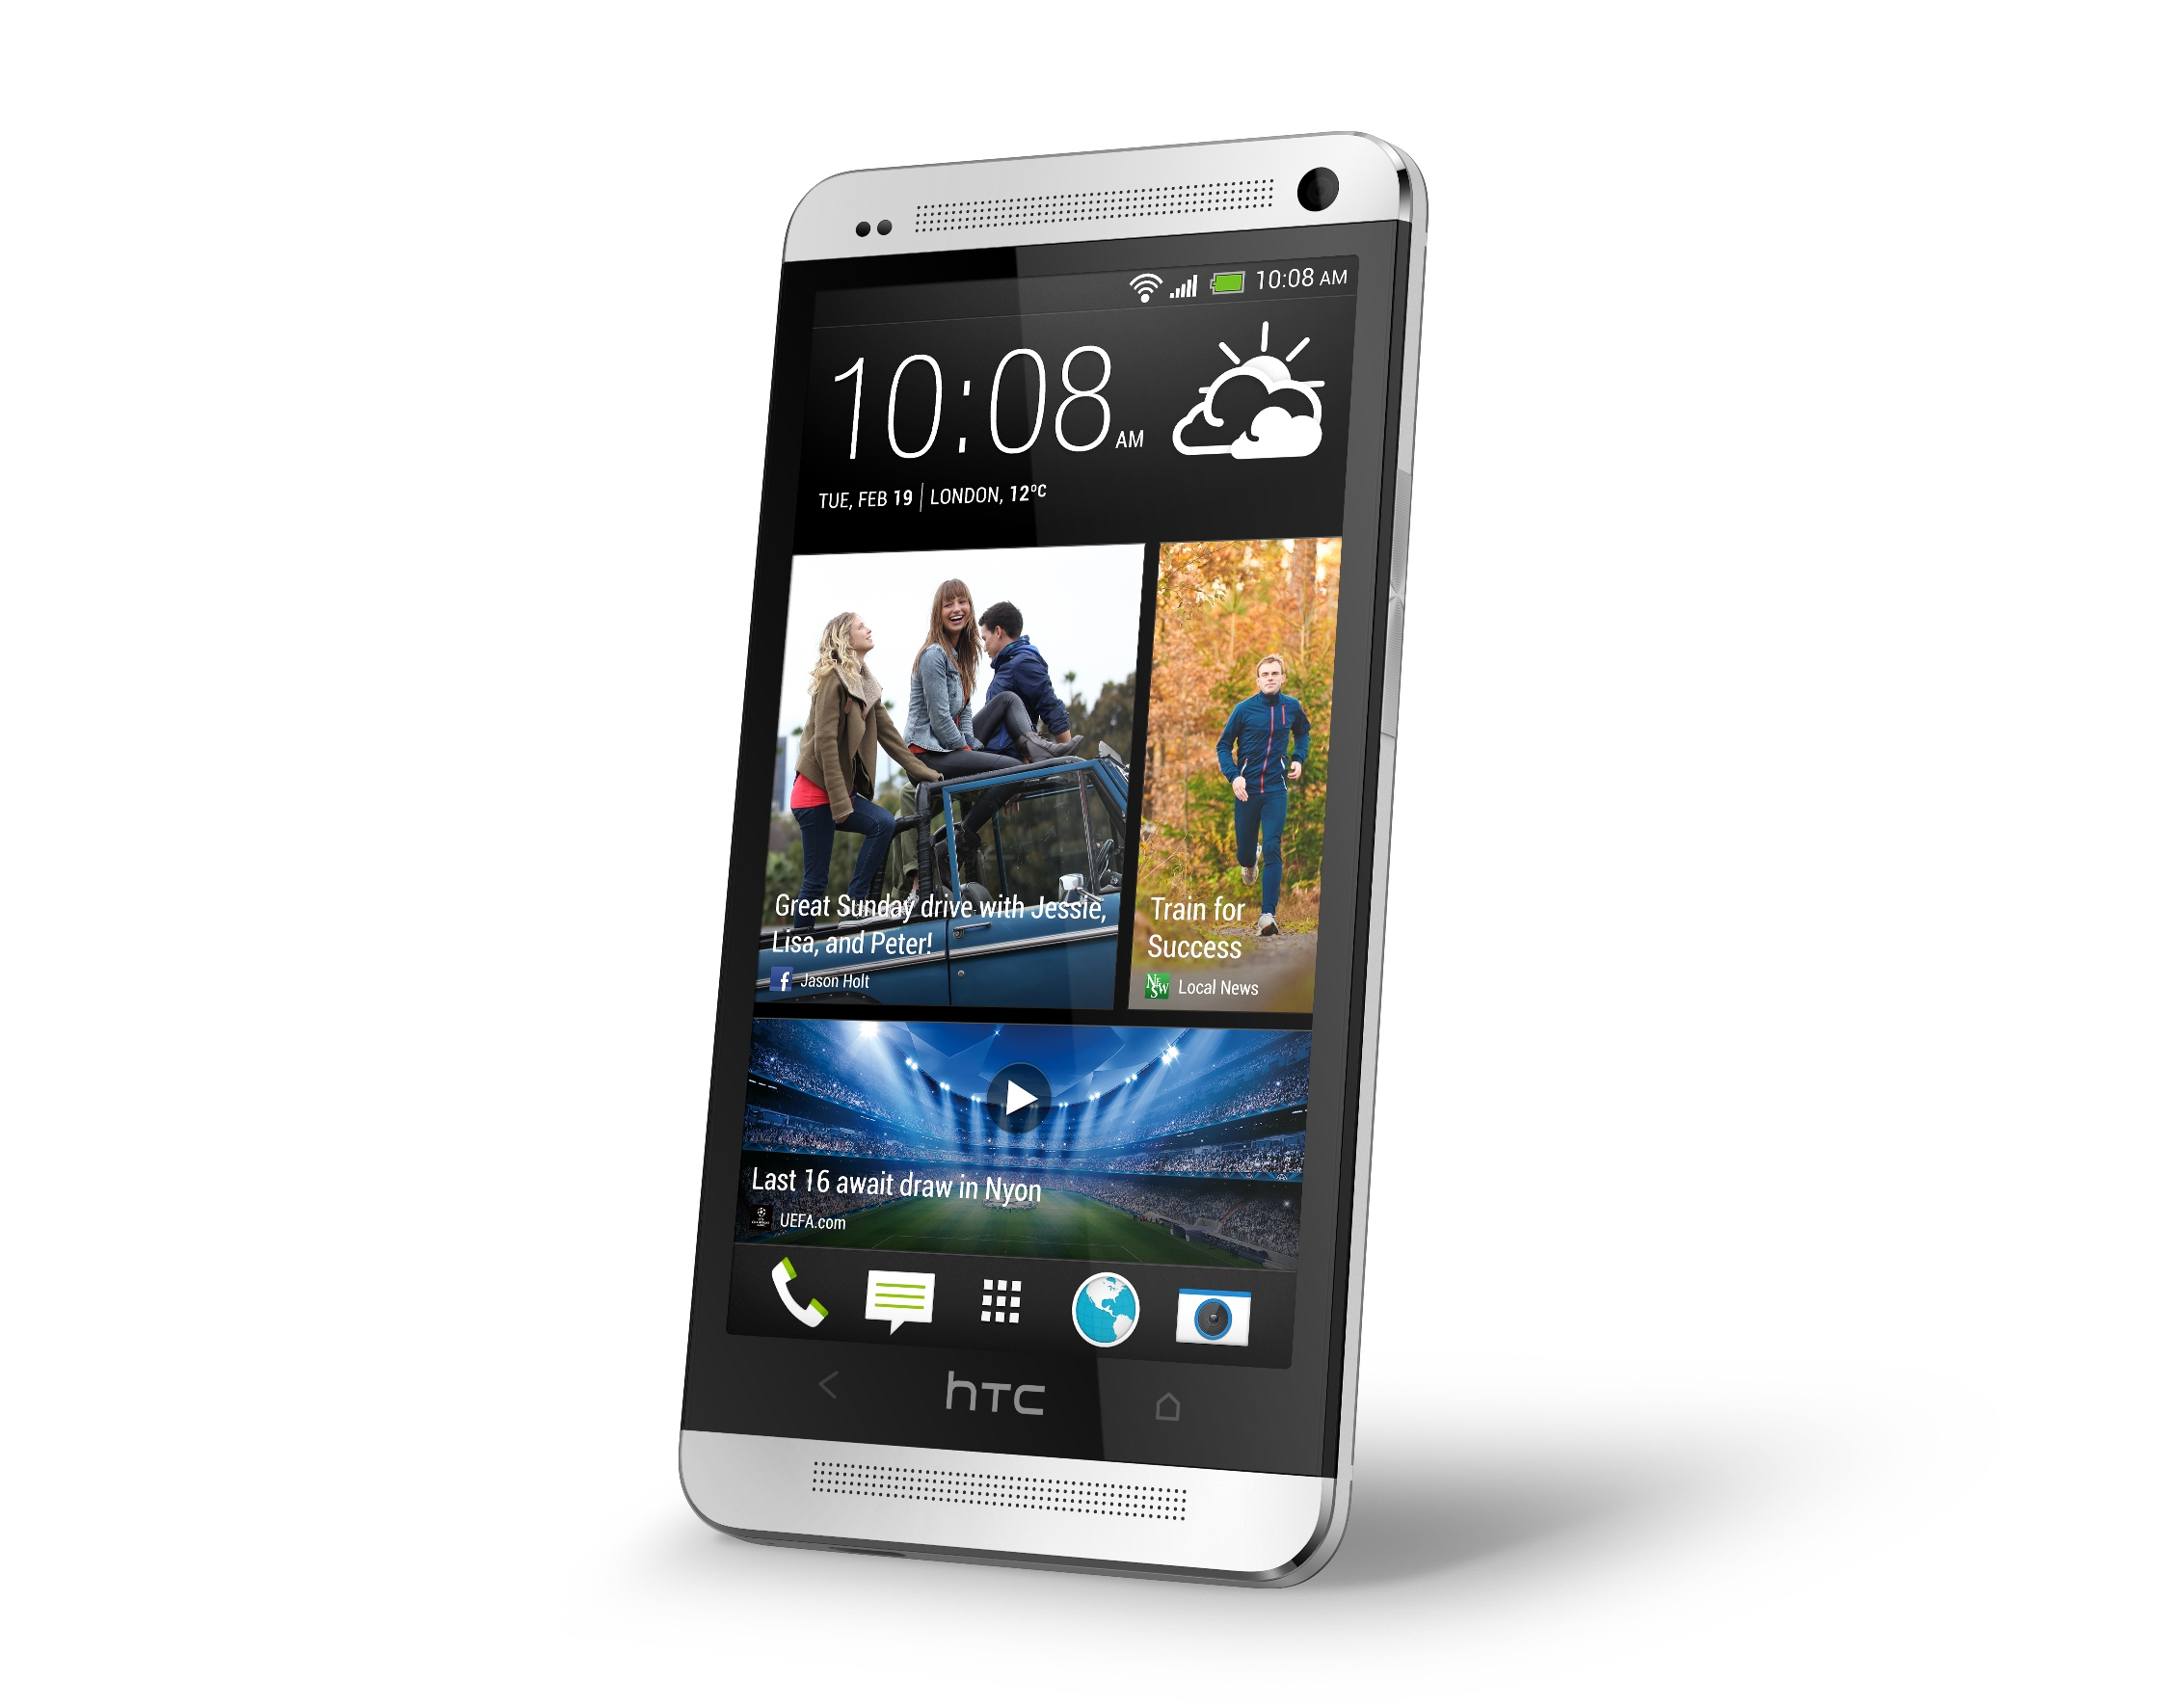 10:08 AM
10:08 AM
TUE, FEB 19 | LONDON, 12°C
Great Sunday drive with Jessie,
Lisa, and Peter!
f Jason Holt
Train for
Success
NEWS Local News
Last 16 await draw in Nyon
UEFA.com
hTC